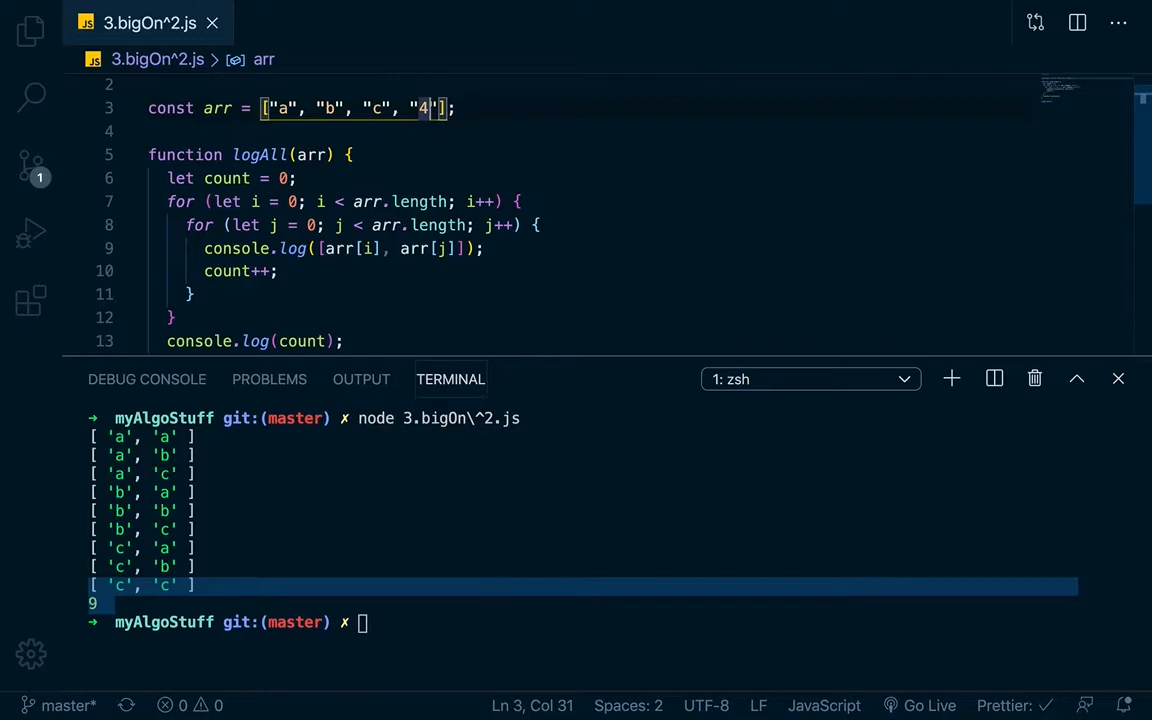 JS 3.bigOn^2.js
JS 3.bigOn^2.js > arr
2
3 const arr = ["a", "b", "c", "4"];
4
5 function logAll(arr) {
6 let count = 0;
7 for (let i = 0; i < arr.length; i++) {
8 for (let j = 0; j < arr.length; j++) {
9 console.log([arr[i], arr[j]]);
10 count++;
11 }
12 }
13 console.log(count);
1
DEBUG CONSOLE PROBLEMS OUTPUT TERMINAL 1: zsh
→ myAlgoStuff git:(master) ✗ node 3.bigOn\^2.js
[ 'a', 'a' ]
[ 'a', 'b' ]
[ 'a', 'c' ]
[ 'b', 'a' ]
[ 'b', 'b' ]
[ 'b', 'c' ]
[ 'c', 'a' ]
[ 'c', 'b' ]
[ 'c', 'c' ]
9
→ myAlgoStuff git:(master) ✗
master* 0 0 Ln 3, Col 31 Spaces: 2 UTF-8 LF JavaScript Go Live Prettier: ✓